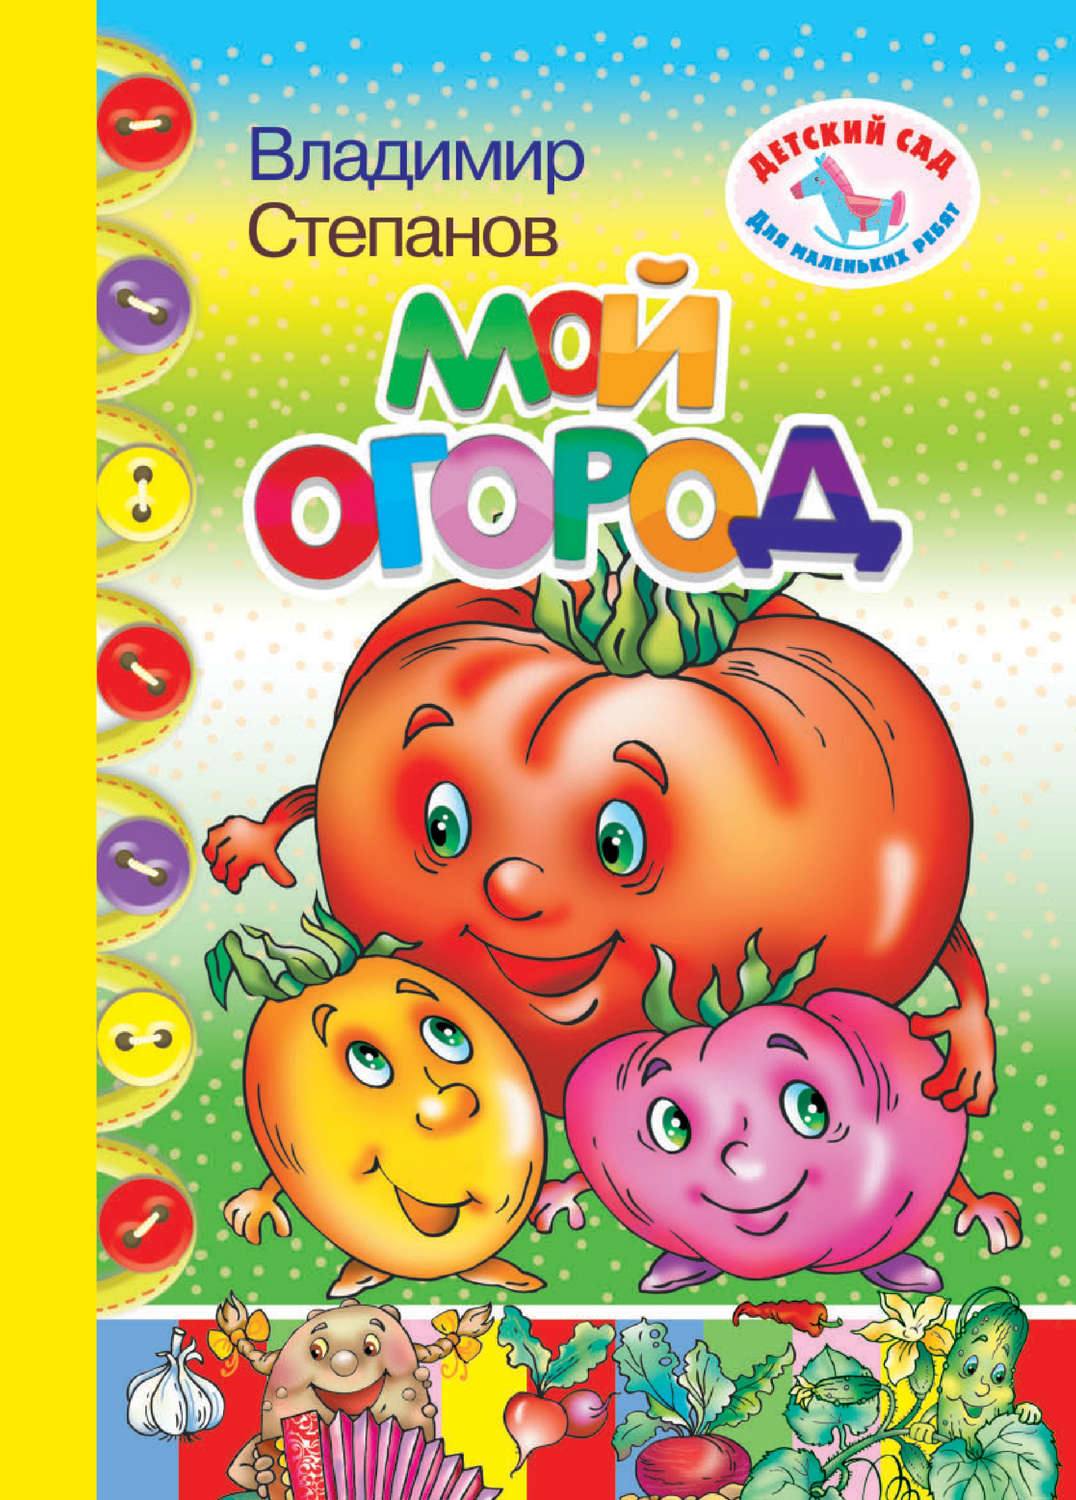 Владимир
Степанов
ДЕТСКИЙ САД
ДЛЯ МАЛЕНЬКИХ РЕБЯТ
МОЙ
ОГОРОД